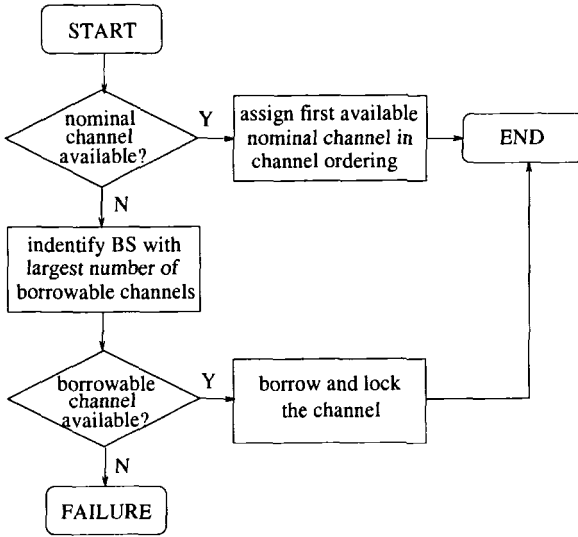 START
nominal
channel
available?
Y
assign first available
nominal channel in
channel ordering
END
N
indentify BS with
largest number of
borrowable channels
borrowable
channel
available?
Y
borrow and lock
the channel
N
FAILURE